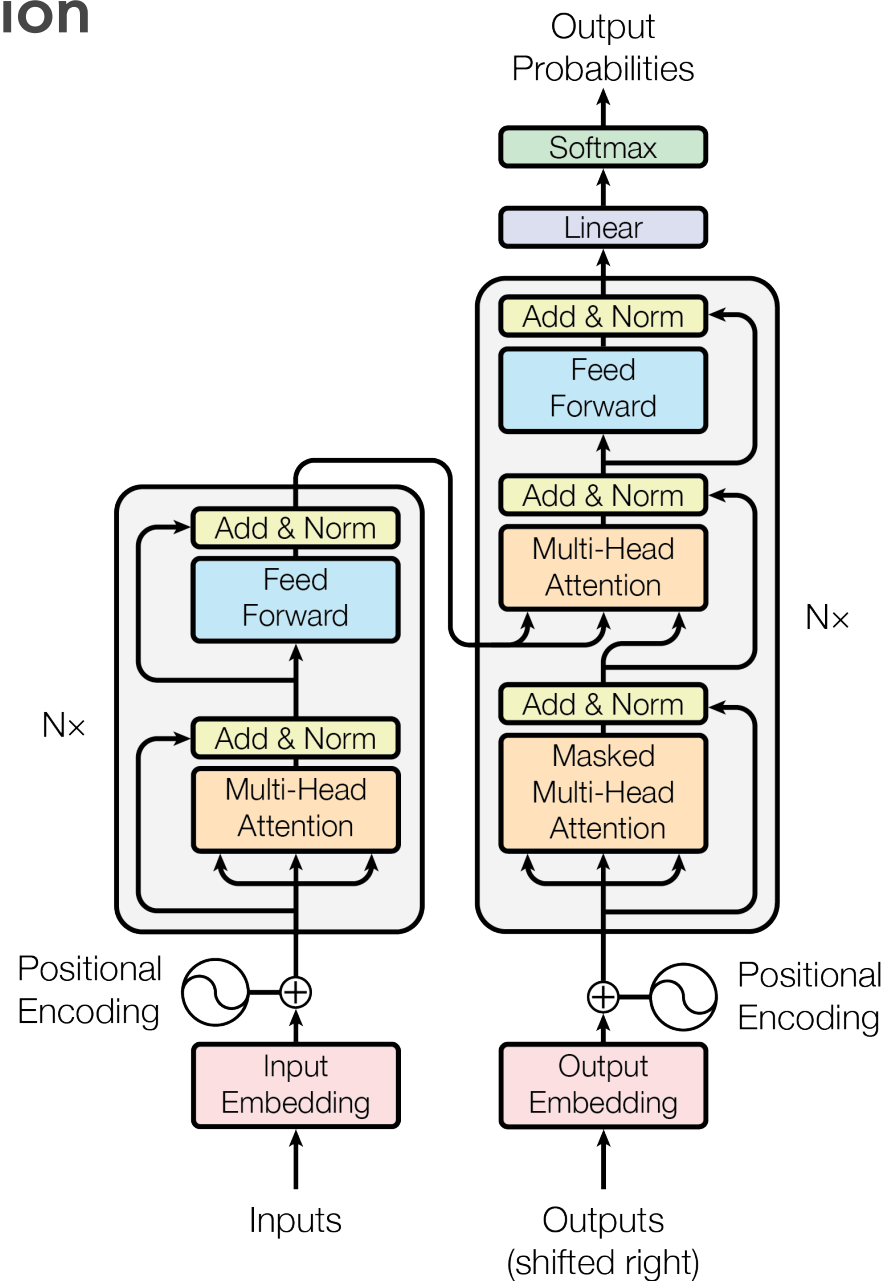 ion
Output
Probabilities
Softmax
Linear
Add & Norm
Feed
Forward
Add & Norm
Multi-Head
Attention
N×
Add & Norm
Masked
Multi-Head
Attention
Add & Norm
Feed
Forward
N×
Add & Norm
Multi-Head
Attention
Positional
Encoding
Positional
Encoding
Input
Embedding
Output
Embedding
Inputs
Outputs
(shifted right)